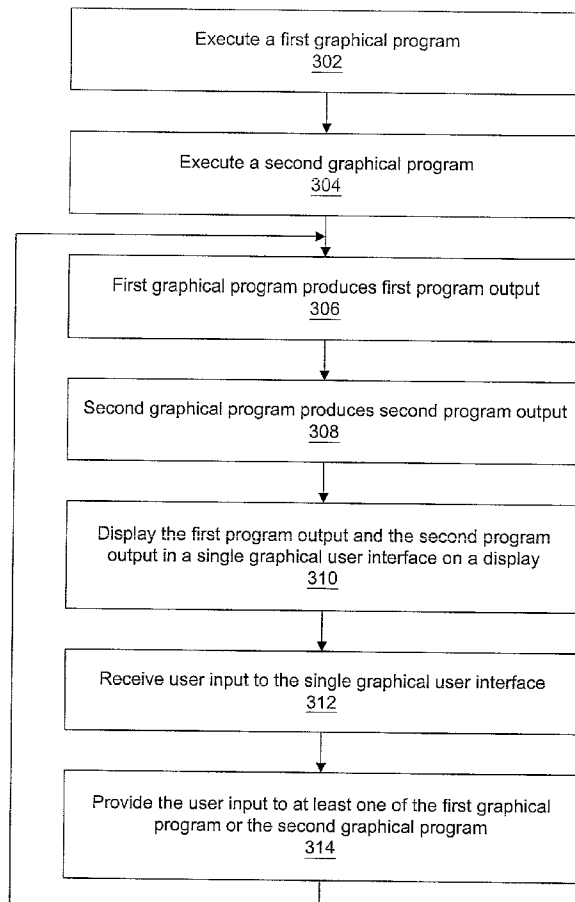 Execute a first graphical program
302
Execute a second graphical program
304
First graphical program produces first program output
306
Second graphical program produces second program output
308
Display the first program output and the second program
output in a single graphical user interface on a display
310
Receive user input to the single graphical user interface
312
Provide the user input to at least one of the first graphical
program or the second graphical program
314